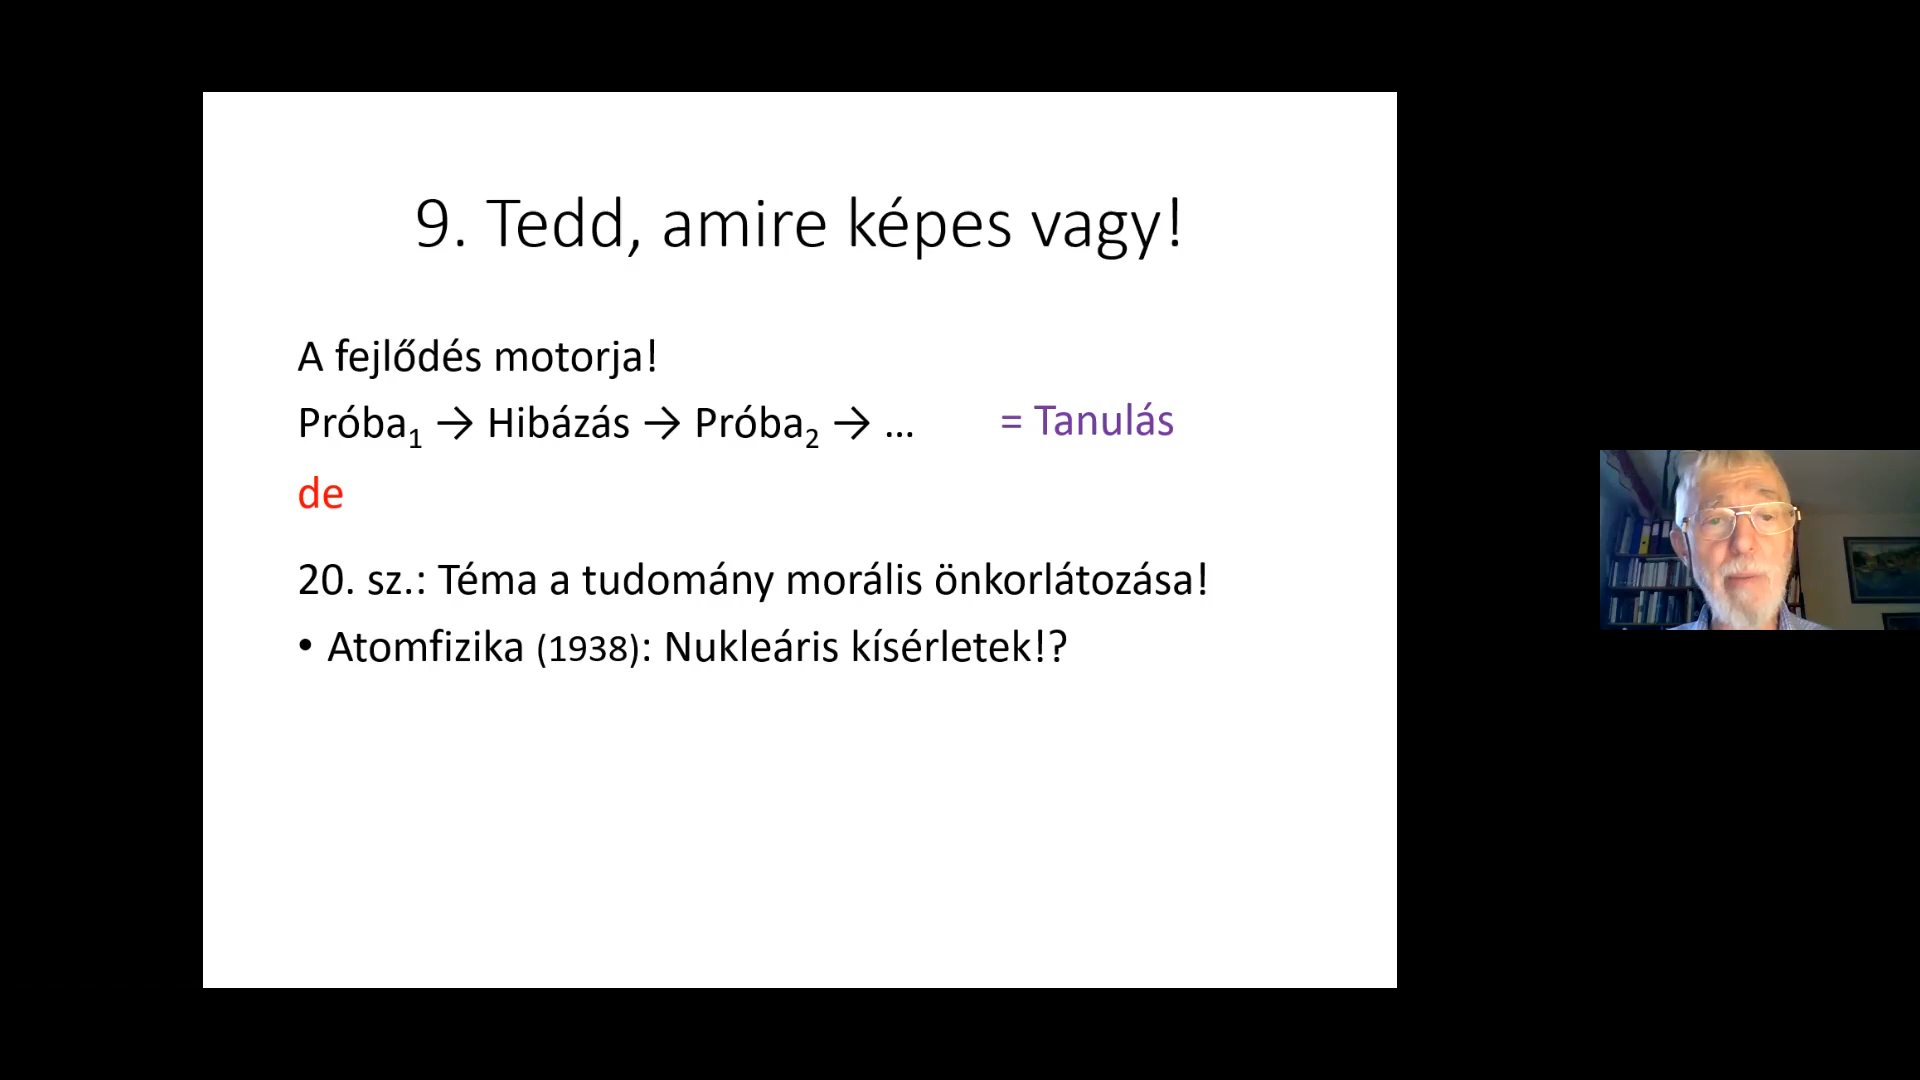 9. Tedd, amire képes vagy!
A fejlődés motorja!
Próba₁ → Hibázás → Próba₂ → ... = Tanulás
de
20. sz.: Téma a tudomány morális önkorlátozása!
• Atomfizika (1938): Nukleáris kísérletek!?